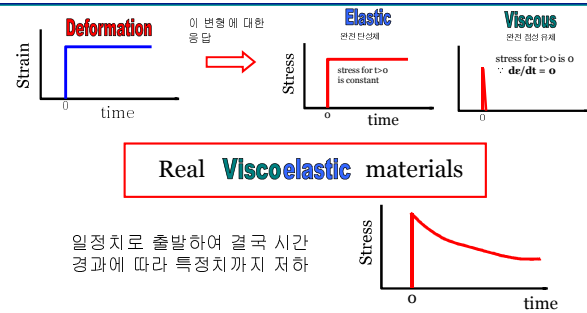 Deformation
Strain
0
time
이 변형에 대한
응답
Elastic
완전 탄성체
Stress
stress for t>0
is constant
0
time
Viscous
완전 점성 유체
stress for t>0 is 0
∵ dε/dt = 0
0
Real Viscoelastic materials
일정치로 출발하여 결국 시간
경과에 따라 특정치까지 저하
Stress
0
time